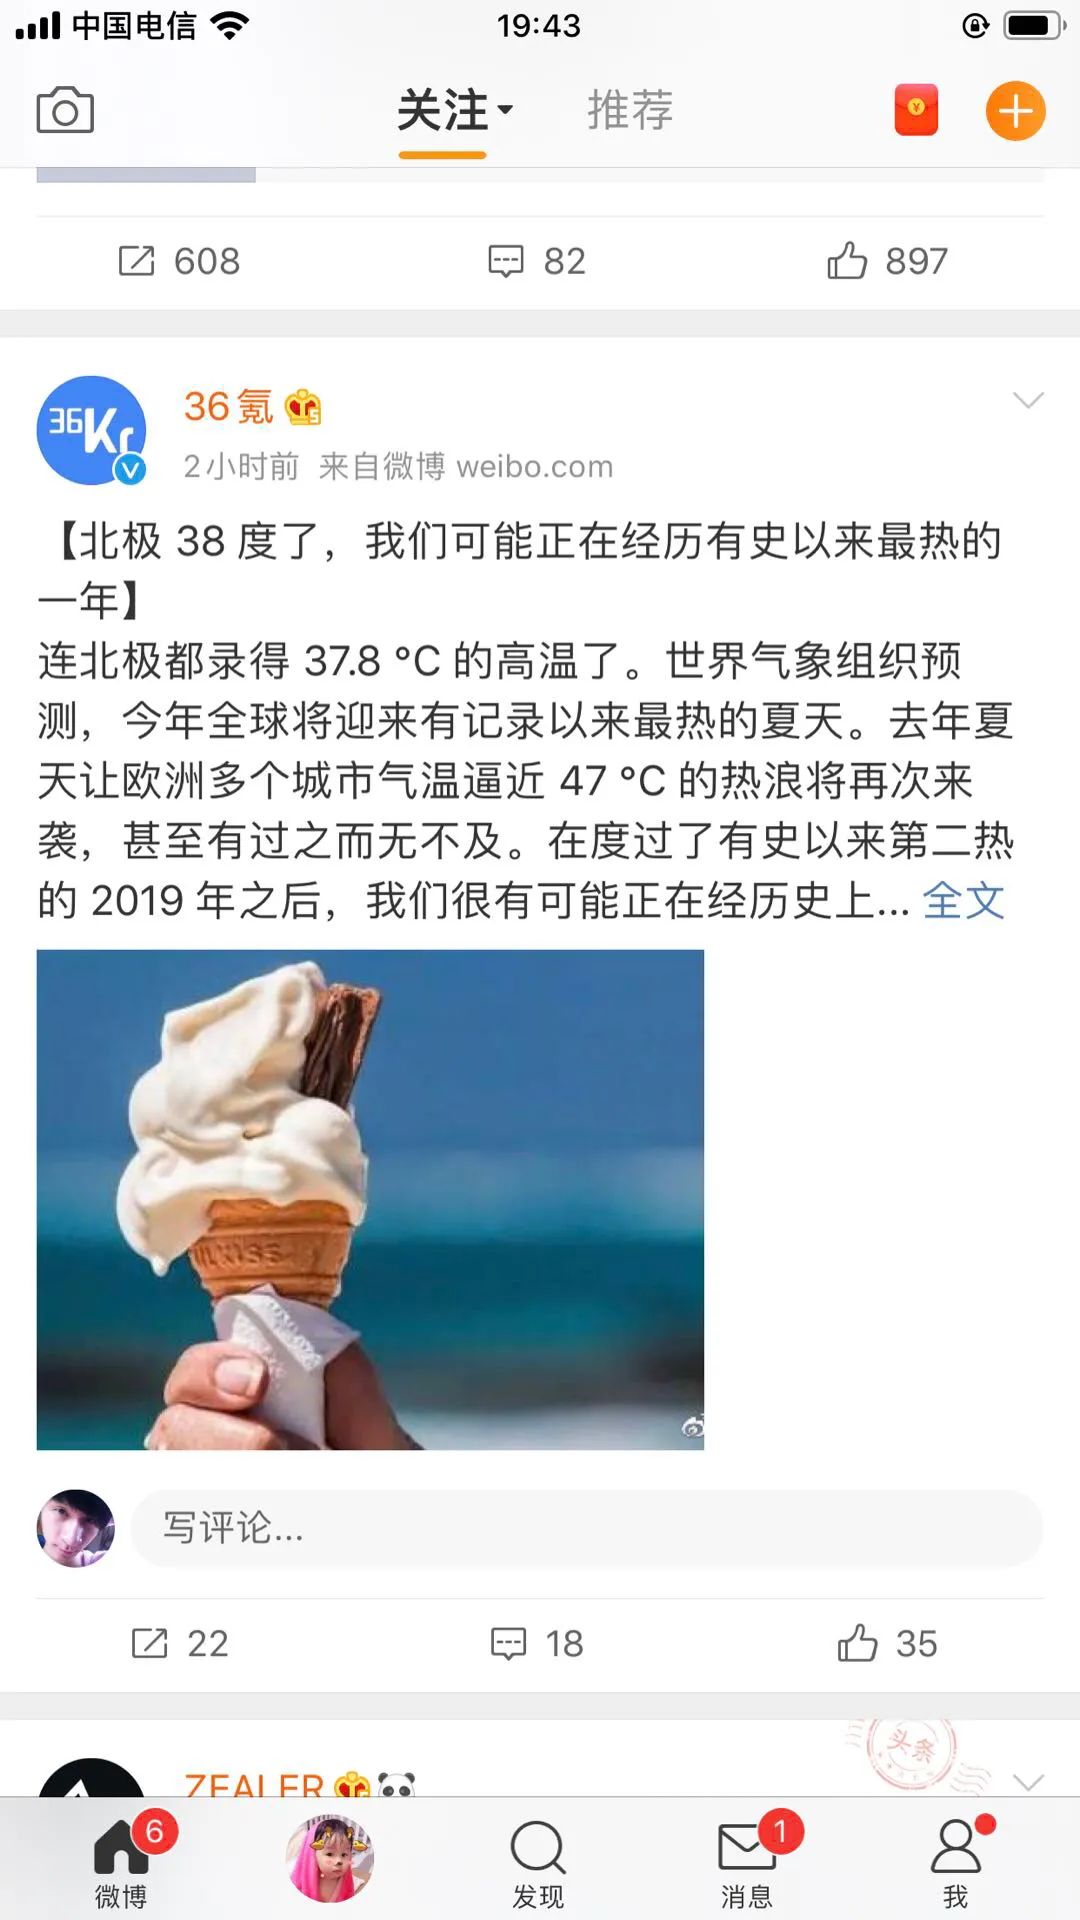 中国电信 19:43
关注 推荐
608 82 897
36Kr
36氪
2小时前 来自微博 weibo.com
【北极 38 度了，我们可能正在经历有史以来最热的
一年】
连北极都录得 37.8 °C 的高温了。世界气象组织预
测，今年全球将迎来有记录以来最热的夏天。去年夏
天让欧洲多个城市气温逼近 47 °C 的热浪将再次来
袭，甚至有过之而无不及。在度过了有史以来第二热
的 2019 年之后，我们很有可能正在经历史上... 全文
写评论...
22 18 35
头条
ZEALER
6 1
微博 发现 消息 我